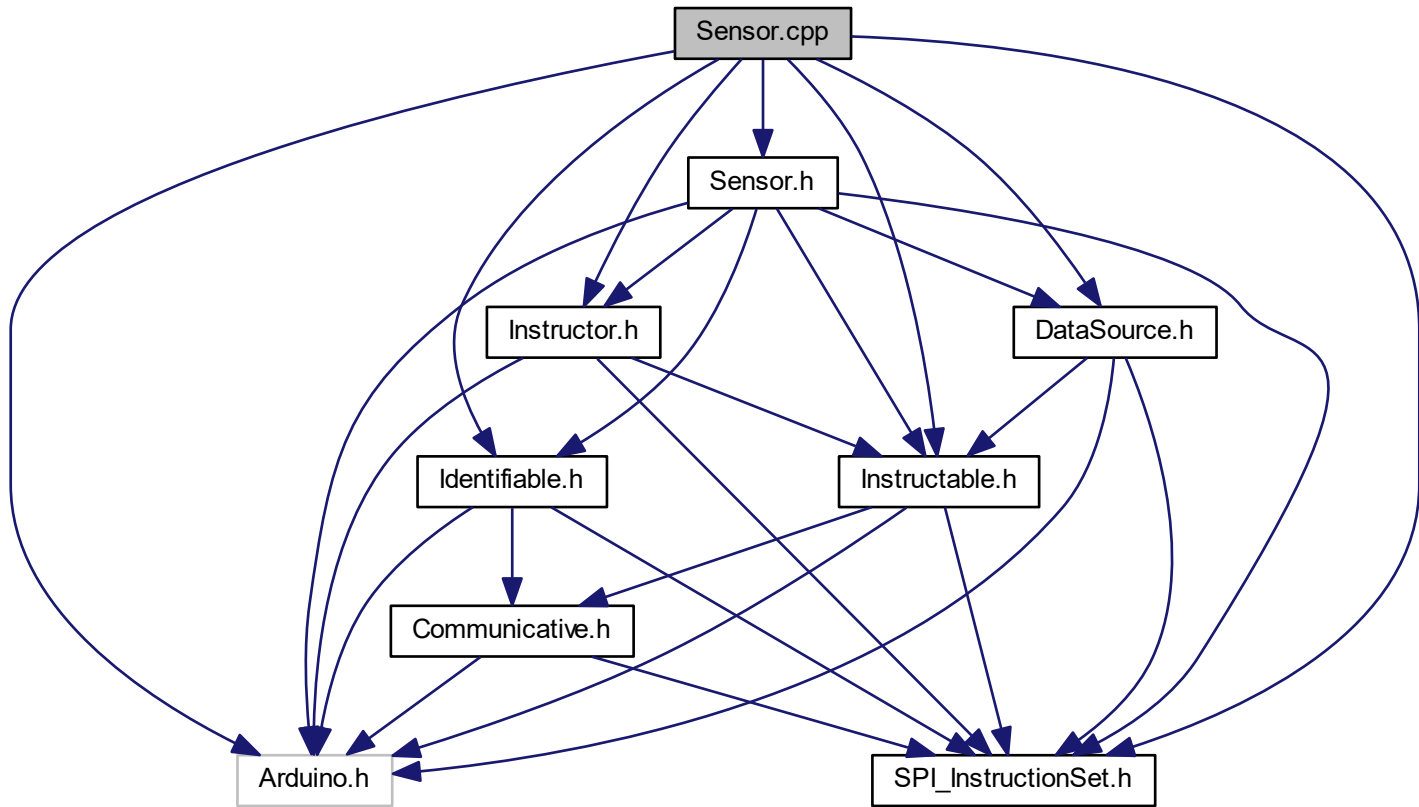 Sensor.cpp
Sensor.h
Instructor.h
DataSource.h
Identifiable.h
Instructable.h
Communicative.h
Arduino.h
SPI_InstructionSet.h